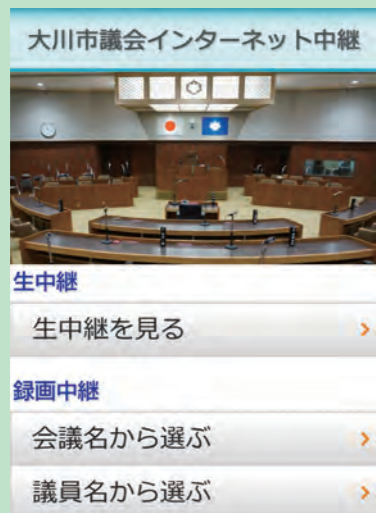 大川市議会インターネット中継
生中継
生中継を見る
録画中継
会議名から選ぶ
議員名から選ぶ